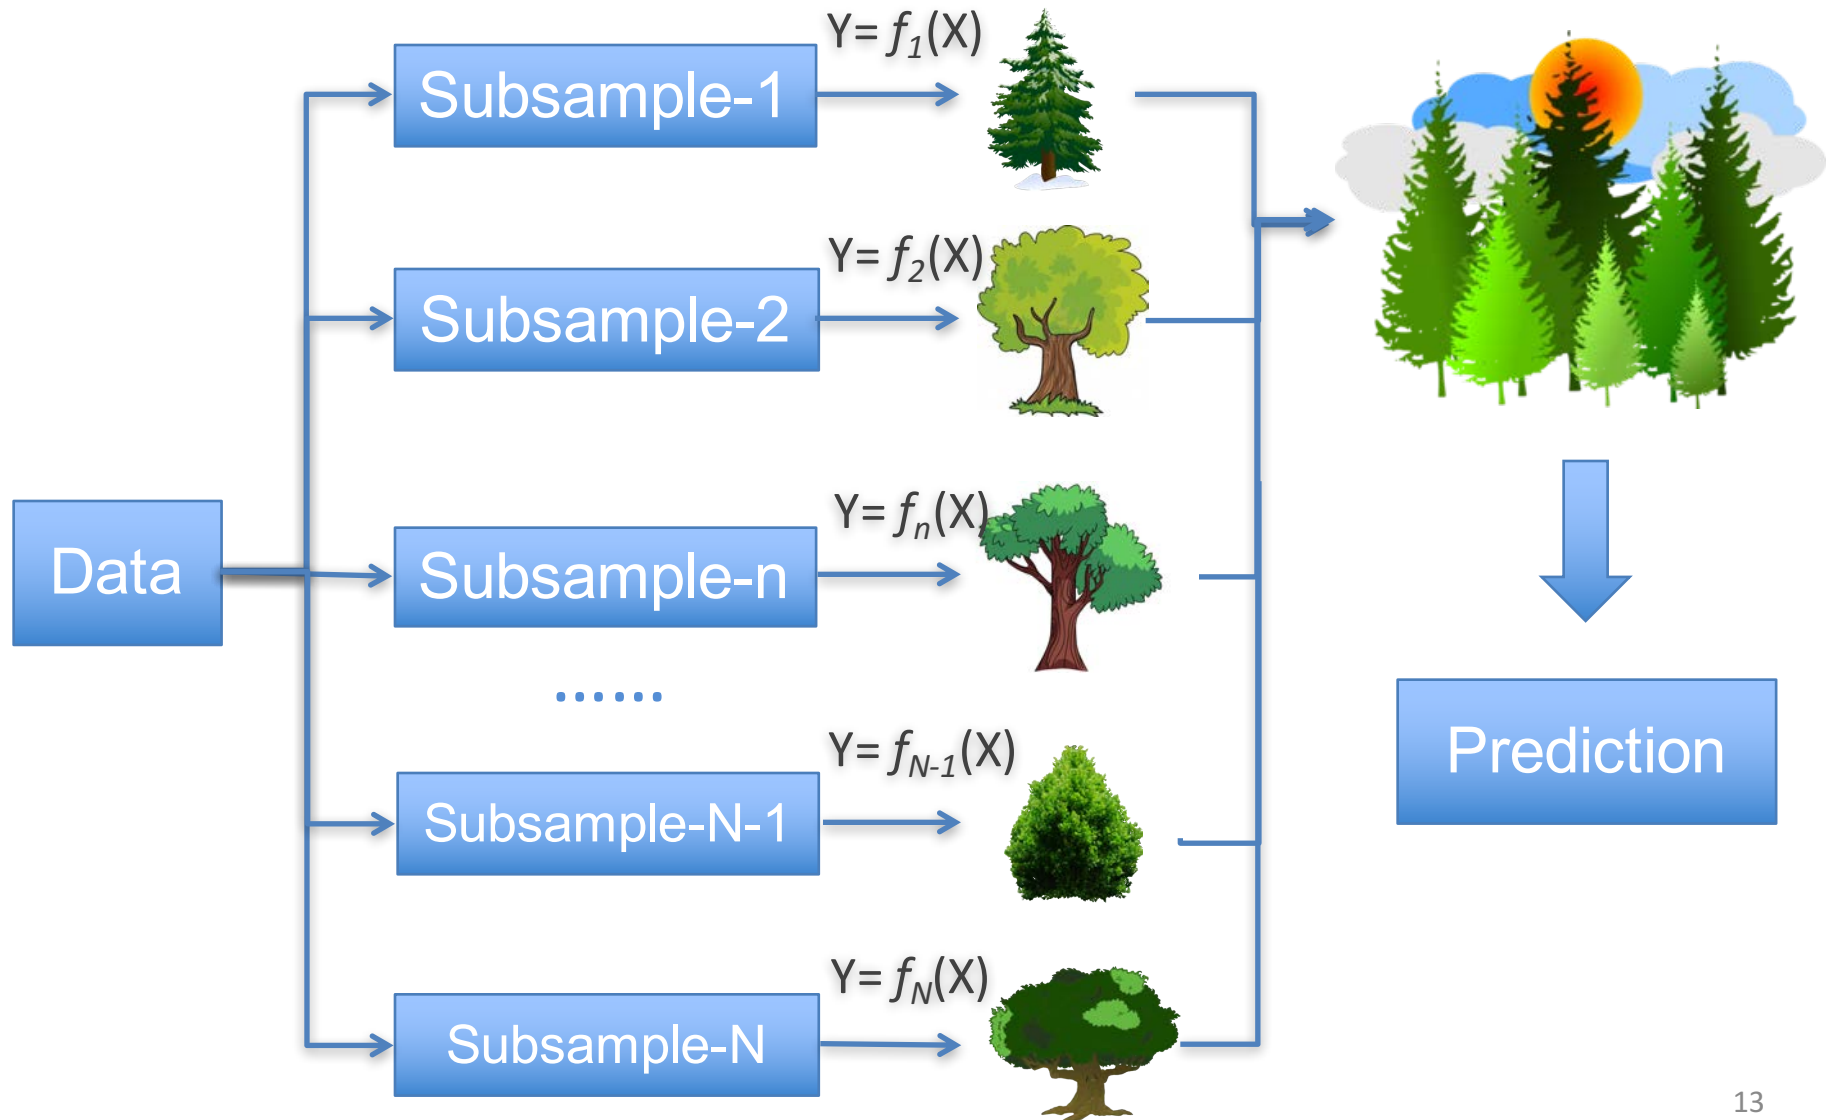 Y= f1(X)
Subsample-1
Y= f2(X)
Subsample-2
Y= fn(X)
Data
Subsample-n
.......
Y= fN-1(X)
Prediction
Subsample-N-1
Y= fN(X)
Subsample-N
13